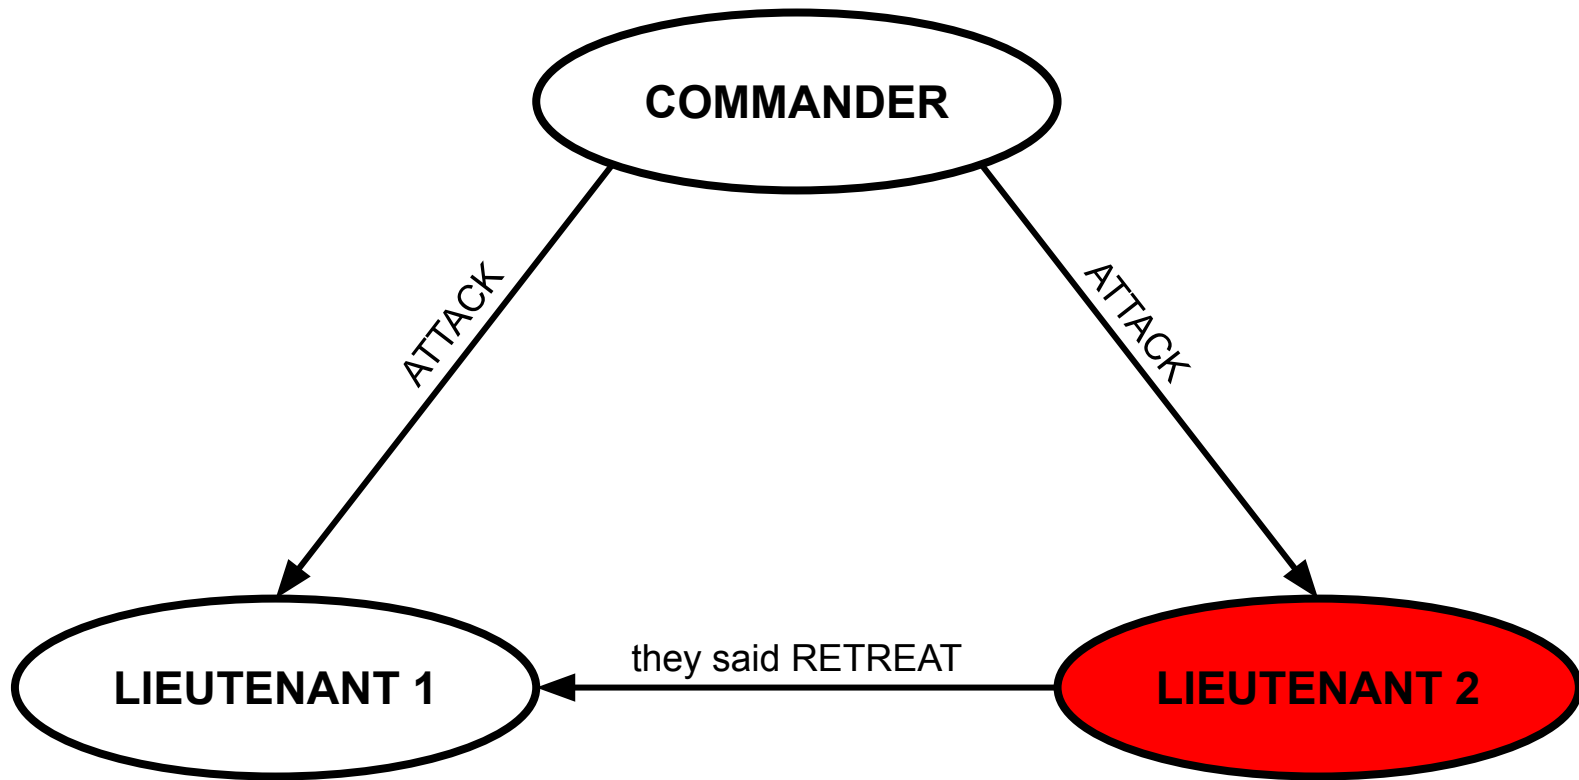 COMMANDER
ATTACK
ATTACK
they said RETREAT
LIEUTENANT 1
LIEUTENANT 2